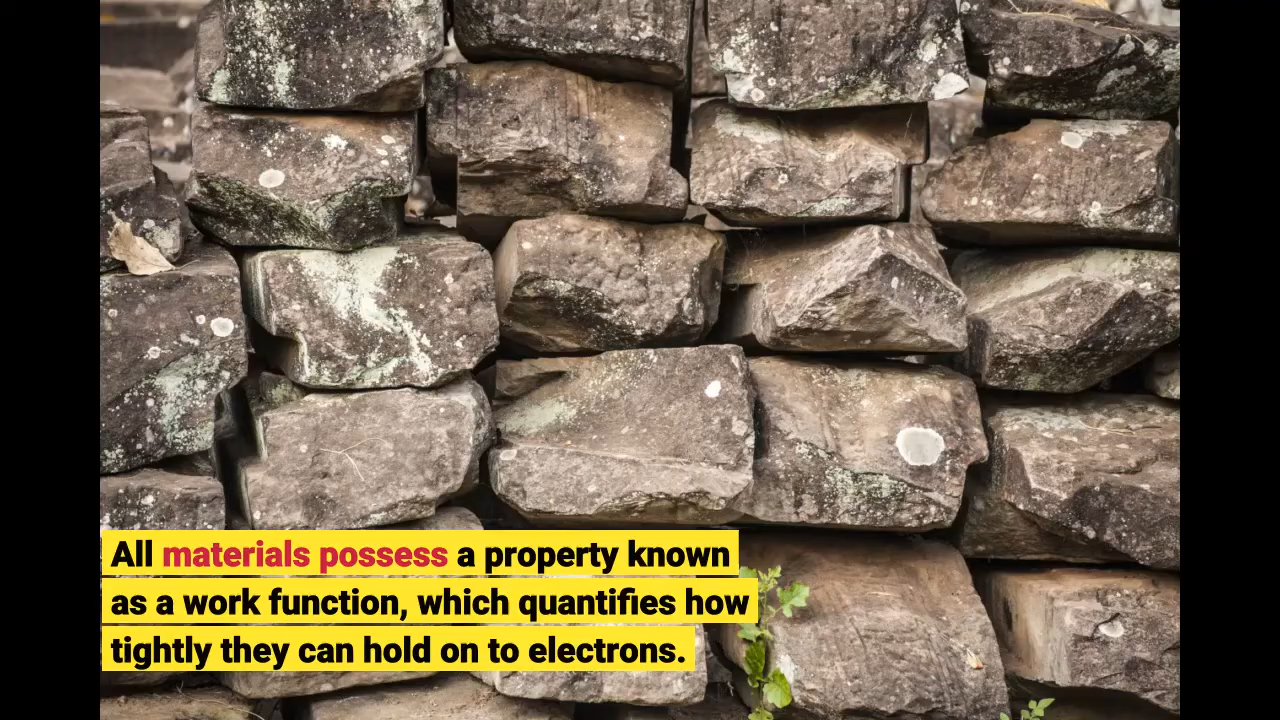 All materials possess a property known
as a work function, which quantifies how
tightly they can hold on to electrons.